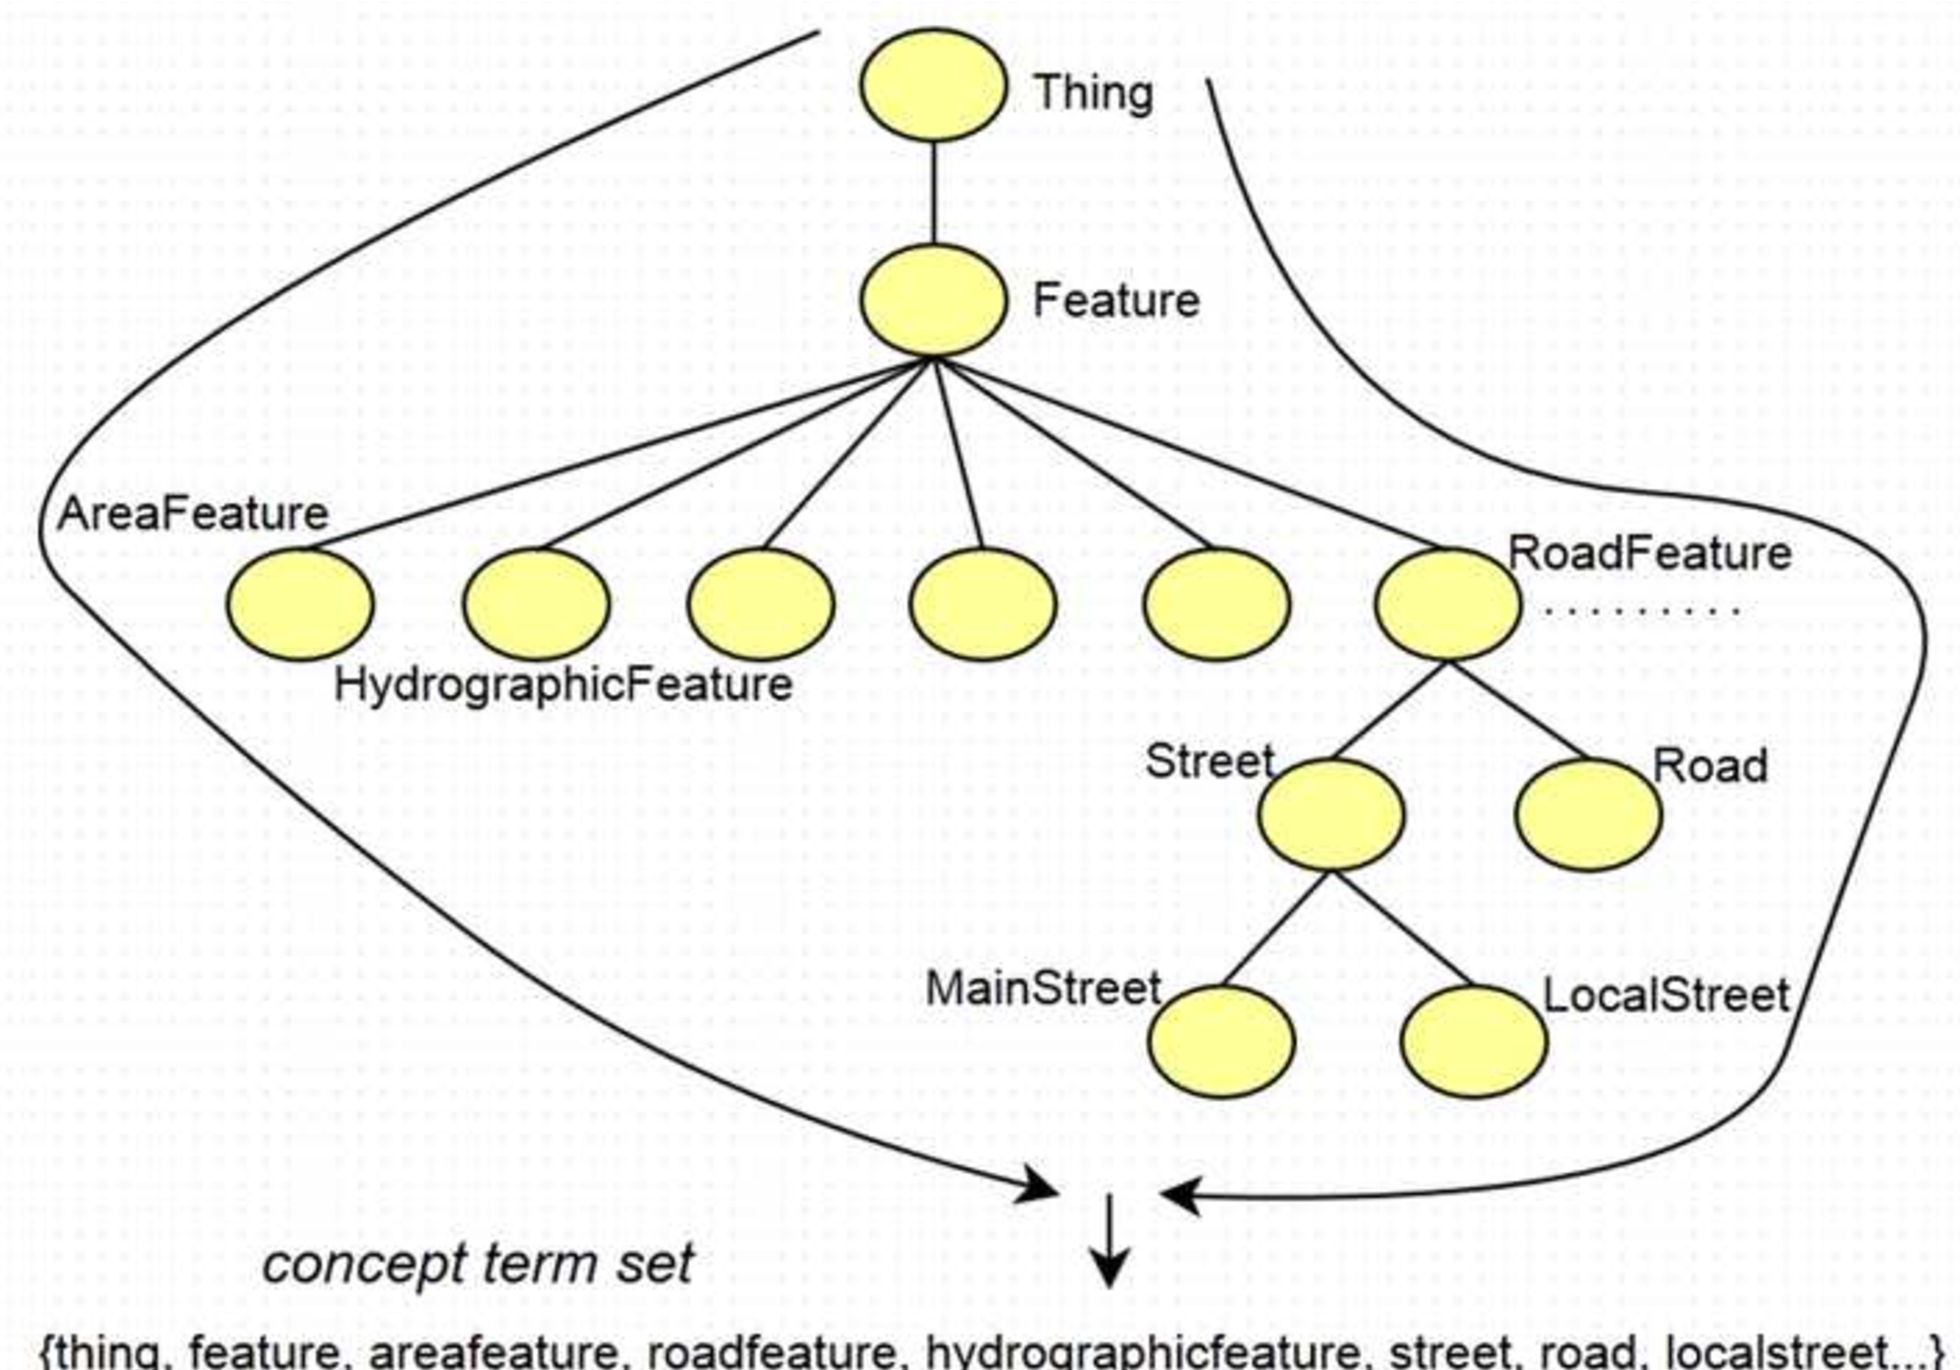 Thing
Feature
AreaFeature
RoadFeature
.........
HydrographicFeature
Street
Road
MainStreet
LocalStreet
concept term set
{thing, feature, areafeature, roadfeature, hydrographicfeature, street, road, localstreet...}